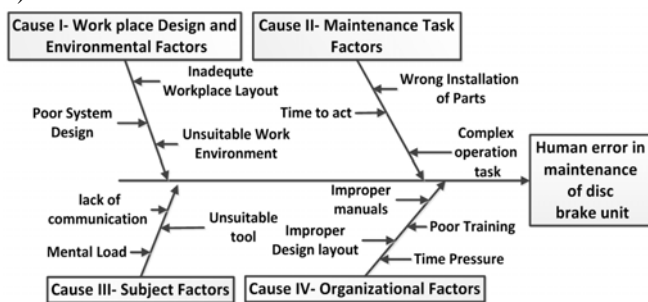 )
Cause I- Work place Design and
Environmental Factors
Cause II- Maintenance Task
Factors
Inadequte
Workplace Layout
Poor System
Design
Unsuitable Work
Environment
Wrong Installation
of Parts
Time to act
Complex
operation
task
Human error in
maintenance
of disc
brake unit
lack of
communication
Unsuitable
tool
Mental Load
Improper
manuals
Improper
Design layout
Poor Training
Time Pressure
Cause III- Subject Factors
Cause IV- Organizational Factors